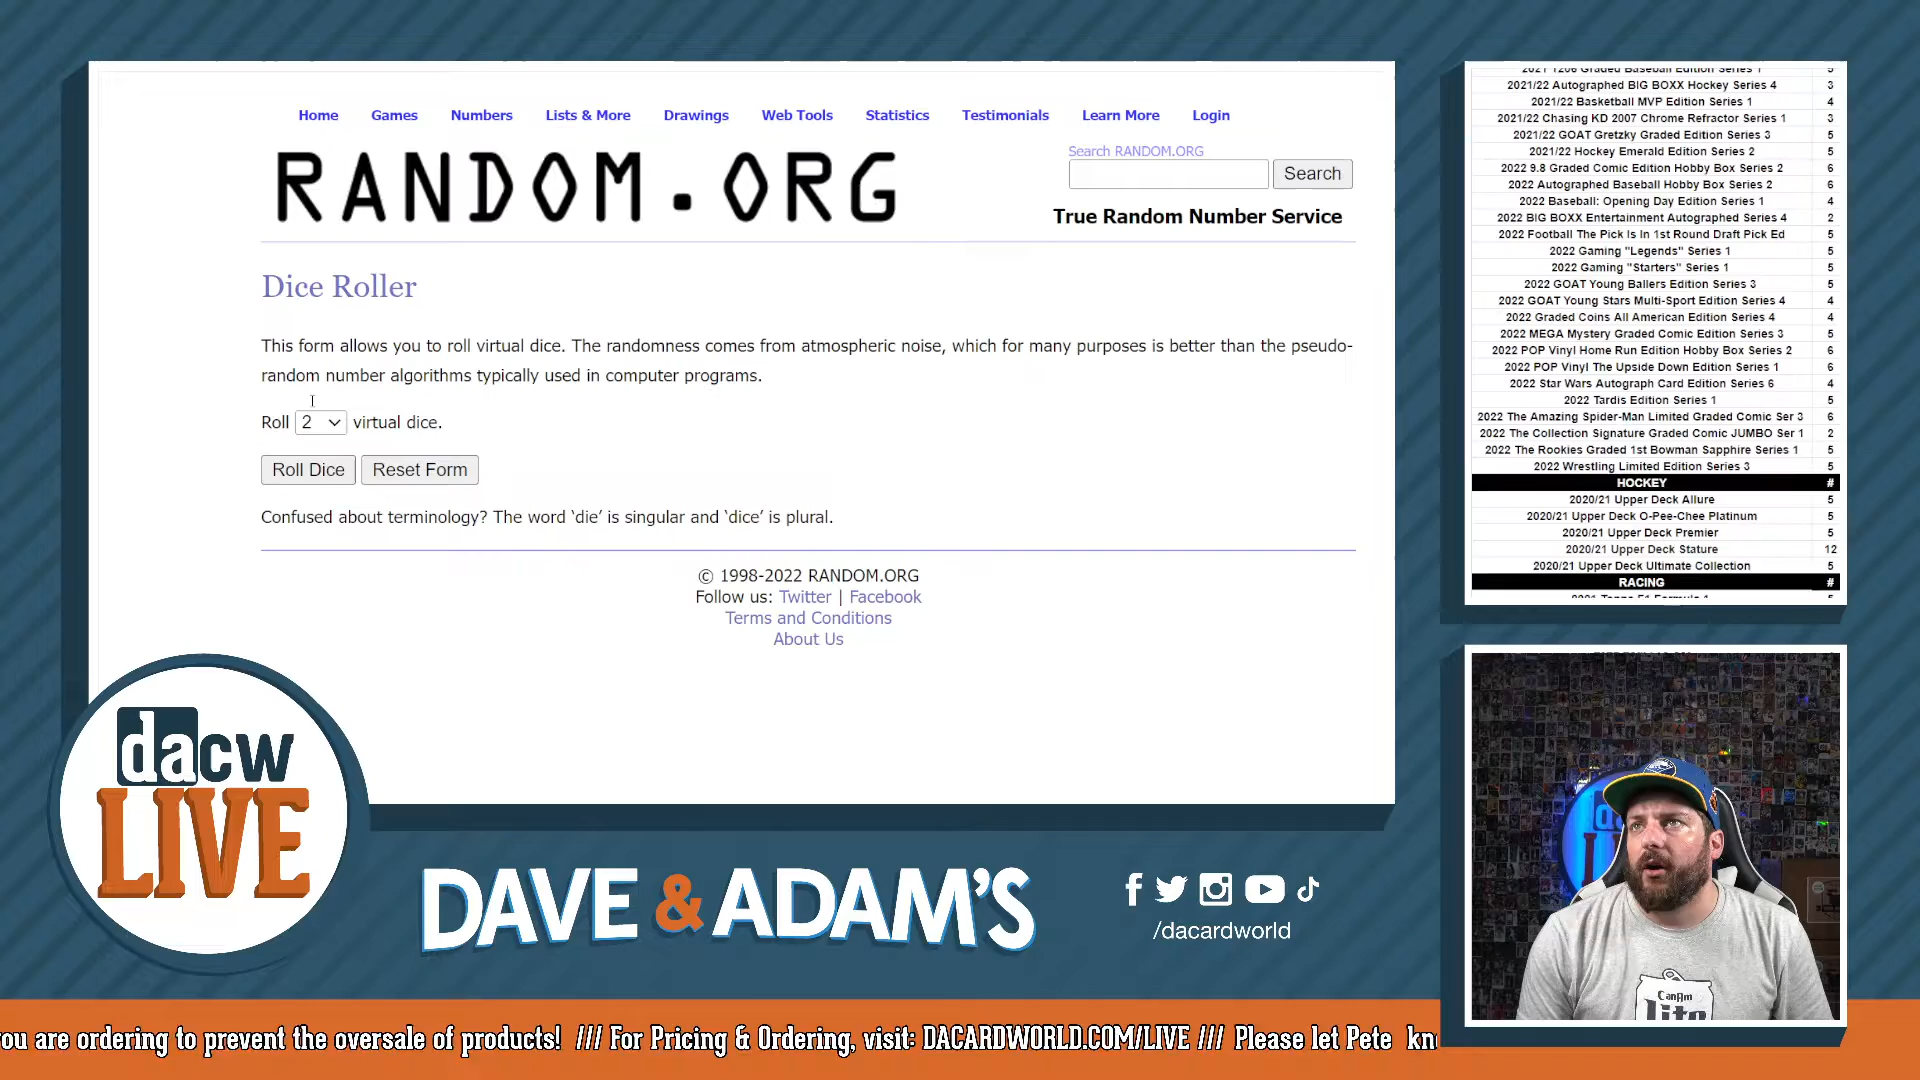 Home Games Numbers Lists & More Drawings Web Tools Statistics Testimonials Learn More Login
RANDOM.ORG
Search RANDOM.ORG
Search
True Random Number Service
Dice Roller
This form allows you to roll virtual dice. The randomness comes from atmospheric noise, which for many purposes is better than the pseudo-
random number algorithms typically used in computer programs.
Roll 2 virtual dice.
Roll Dice Reset Form
Confused about terminology? The word ‘die’ is singular and ‘dice’ is plural.
© 1998-2022 RANDOM.ORG
Follow us: Twitter | Facebook
Terms and Conditions
About Us
2021 1206 Graded Baseball Edition Series 1 5
2021/22 Autographed BIG BOXX Hockey Series 4 3
2021/22 Basketball MVP Edition Series 1 4
2021/22 Chasing KD 2007 Chrome Refractor Series 1 3
2021/22 GOAT Gretzky Graded Edition Series 3 5
2021/22 Hockey Emerald Edition Series 2 5
2022 9.8 Graded Comic Edition Hobby Box Series 2 6
2022 Autographed Baseball Hobby Box Series 2 6
2022 Baseball: Opening Day Edition Series 1 4
2022 BIG BOXX Entertainment Autographed Series 4 2
2022 Football The Pick Is In 1st Round Draft Pick Ed 5
2022 Gaming "Legends" Series 1 5
2022 Gaming "Starters" Series 1 5
2022 GOAT Young Ballers Edition Series 3 5
2022 GOAT Young Stars Multi-Sport Edition Series 4 4
2022 Graded Coins All American Edition Series 4 4
2022 MEGA Mystery Graded Comic Edition Series 3 5
2022 POP Vinyl Home Run Edition Hobby Box Series 2 6
2022 POP Vinyl The Upside Down Edition Series 1 6
2022 Star Wars Autograph Card Edition Series 6 4
2022 Tardis Edition Series 1 5
2022 The Amazing Spider-Man Limited Graded Comic Ser 3 6
2022 The Collection Signature Graded Comic JUMBO Ser 1 2
2022 The Rookies Graded 1st Bowman Sapphire Series 1 5
2022 Wrestling Limited Edition Series 3 5
HOCKEY #
2020/21 Upper Deck Allure 5
2020/21 Upper Deck O-Pee-Chee Platinum 5
2020/21 Upper Deck Premier 5
2020/21 Upper Deck Stature 12
2020/21 Upper Deck Ultimate Collection 5
RACING #
2021 Topps F1 Formula 1 5
dacw
LIVE
DAVE & ADAM'S
/dacardworld
CanAm
you are ordering to prevent the oversale of products! /// For Pricing & Ordering, visit: DACARDWORLD.COM/LIVE /// Please let Pete kn